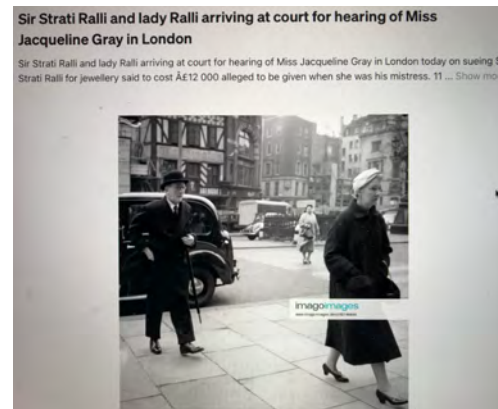 Sir Strati Ralli and lady Ralli arriving at court for hearing of Miss
Jacqueline Gray in London
Sir Strati Ralli and lady Ralli arriving at court for hearing of Miss Jacqueline Gray in London today on sueing
Strati Ralli for jewellery said to cost Â£12 000 alleged to be given when she was his mistress. 11 ... Show
imagoimages